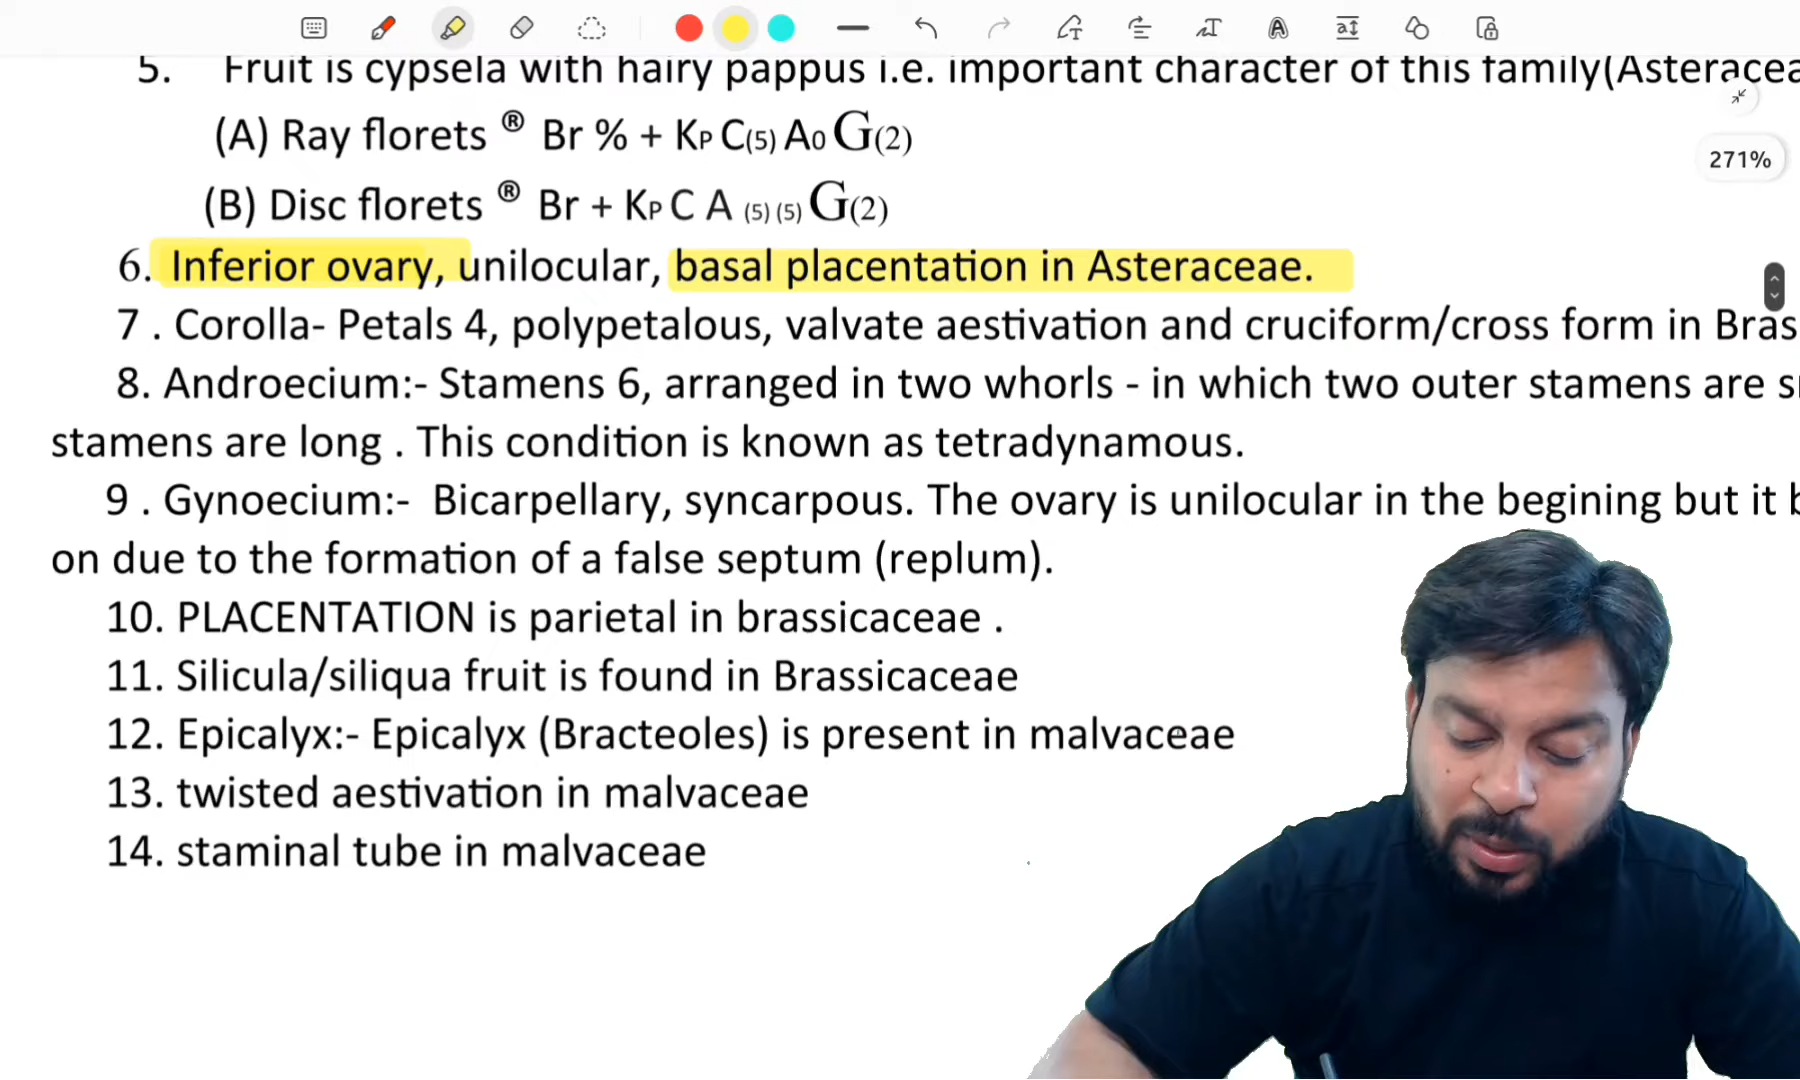 5. Fruit is cypsela with hairy pappus i.e. important character of this family(Asteracea
271%
(A) Ray florets ® Br % + KP C(5) A0 G(2)
(B) Disc florets ® Br + KP C A (5) (5) G(2)
6. Inferior ovary, unilocular, basal placentation in Asteraceae.
7 . Corolla- Petals 4, polypetalous, valvate aestivation and cruciform/cross form in Bras
8. Androecium:- Stamens 6, arranged in two whorls - in which two outer stamens are
stamens are long . This condition is known as tetradynamous.
9 . Gynoecium:- Bicarpellary, syncarpous. The ovary is unilocular in the begining but it
on due to the formation of a false septum (replum).
10. PLACENTATION is parietal in brassicaceae .
11. Silicula/siliqua fruit is found in Brassicaceae
12. Epicalyx:- Epicalyx (Bracteoles) is present in malvaceae
13. twisted aestivation in malvaceae
14. staminal tube in malvaceae